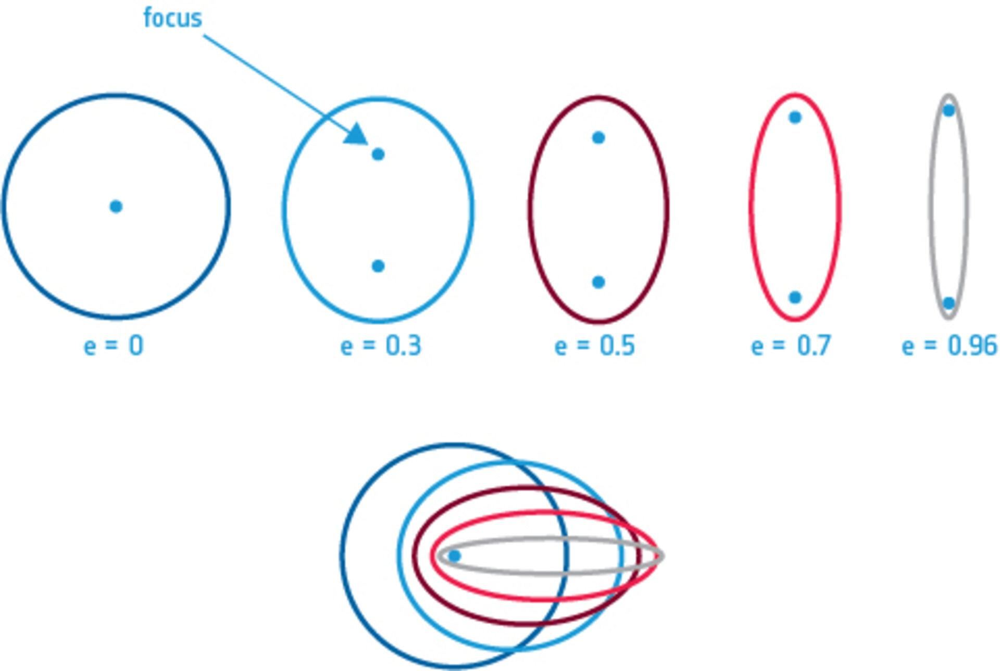 focus
e = 0
e = 0.3
e = 0.5
e = 0.7
e = 0.96